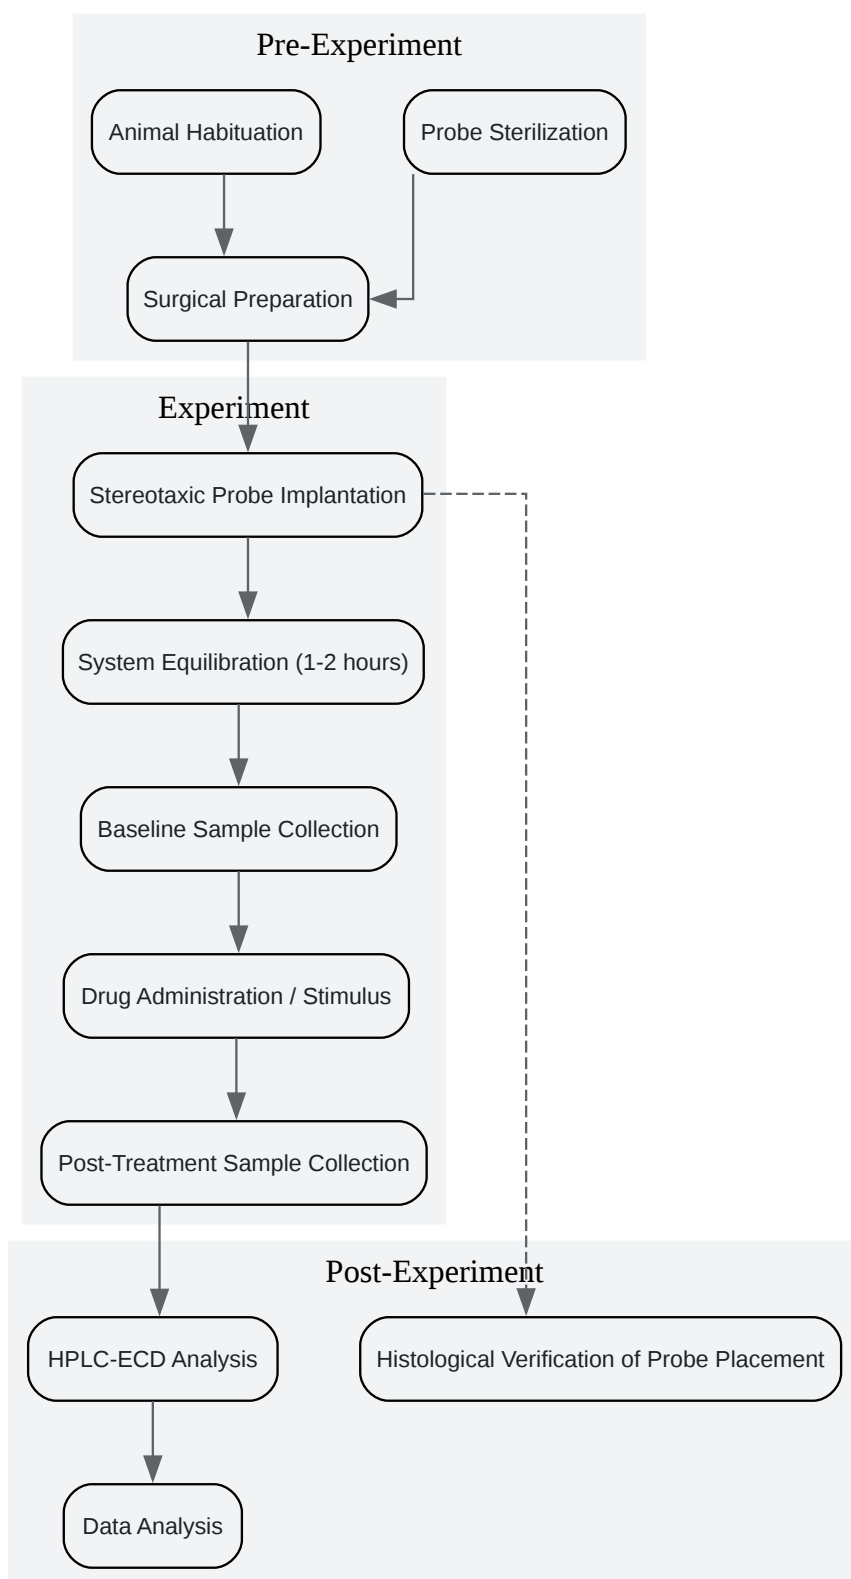 Pre-Experiment
Animal Habituation
Probe Sterilization
Surgical Preparation
Experiment
Stereotaxic Probe Implantation
System Equilibration (1-2 hours)
Baseline Sample Collection
Drug Administration / Stimulus
Post-Treatment Sample Collection
Post-Experiment
HPLC-ECD Analysis
Histological Verification of Probe Placement
Data Analysis